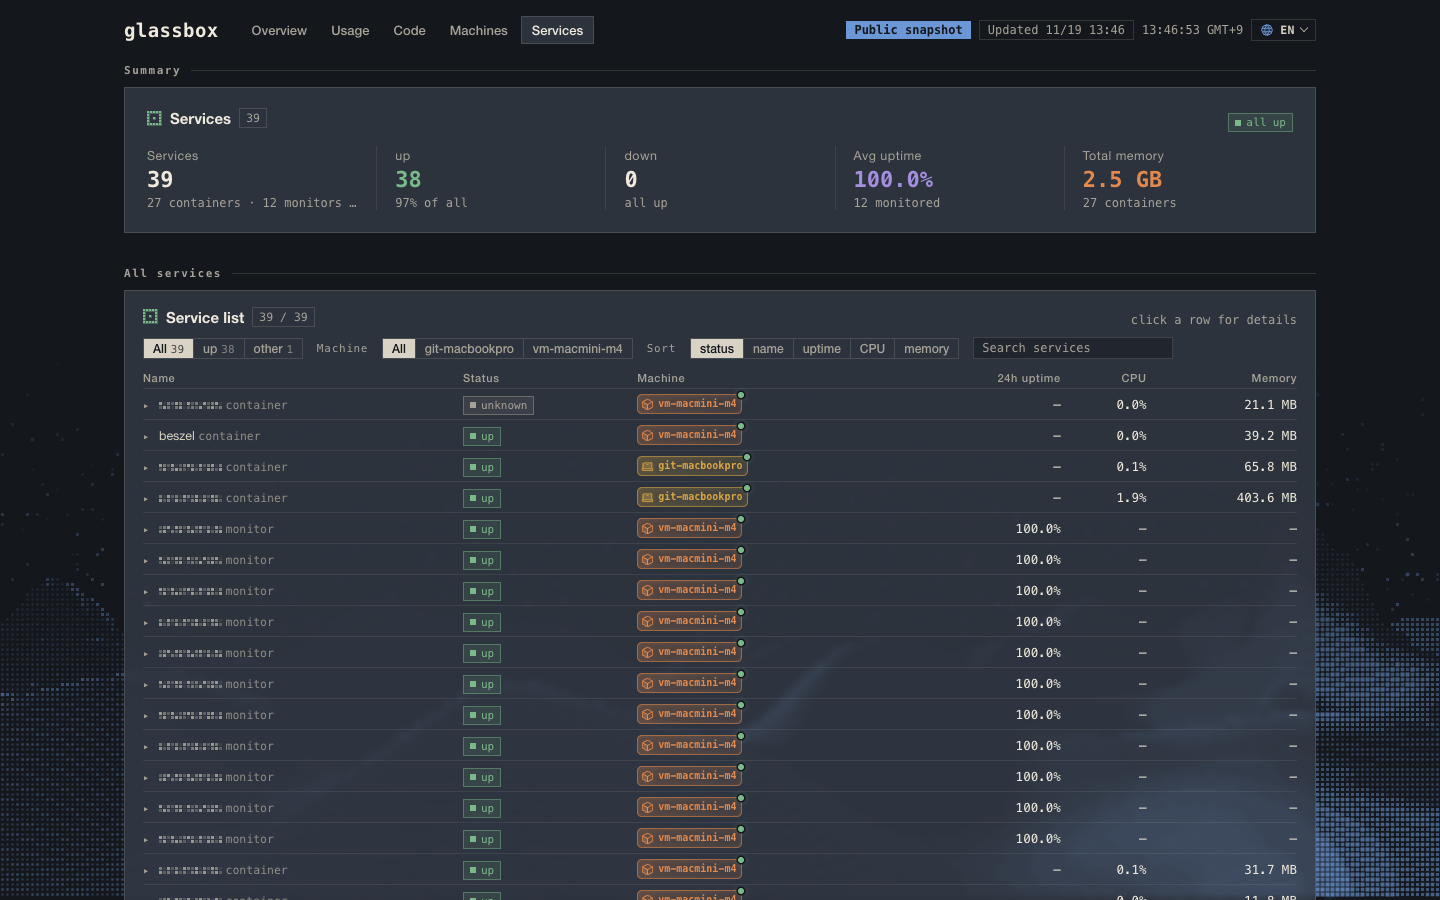 glassbox Overview Usage Code Machines Services Public snapshot Updated 11/19 13:46 13:46:53 GMT+9 EN
Summary
Services 39 all up
Services up down Avg uptime Total memory
39 38 0 100.0% 2.5 GB
27 containers · 12 monitors … 97% of all all up 12 monitored 27 containers
All services
Service list 39 / 39 click a row for details
All 39 up 38 other 1 Machine All git-macbookpro vm-macmini-m4 Sort status name uptime CPU memory Search services
Name Status Machine 24h uptime CPU Memory
container unknown vm-macmini-m4 — 0.0% 21.1 MB
beszel container up vm-macmini-m4 — 0.0% 39.2 MB
container up git-macbookpro — 0.1% 65.8 MB
container up git-macbookpro — 1.9% 403.6 MB
monitor up vm-macmini-m4 100.0% — —
monitor up vm-macmini-m4 100.0% — —
monitor up vm-macmini-m4 100.0% — —
monitor up vm-macmini-m4 100.0% — —
monitor up vm-macmini-m4 100.0% — —
monitor up vm-macmini-m4 100.0% — —
monitor up vm-macmini-m4 100.0% — —
monitor up vm-macmini-m4 100.0% — —
monitor up vm-macmini-m4 100.0% — —
monitor up vm-macmini-m4 100.0% — —
monitor up vm-macmini-m4 100.0% — —
container up vm-macmini-m4 — 0.1% 31.7 MB